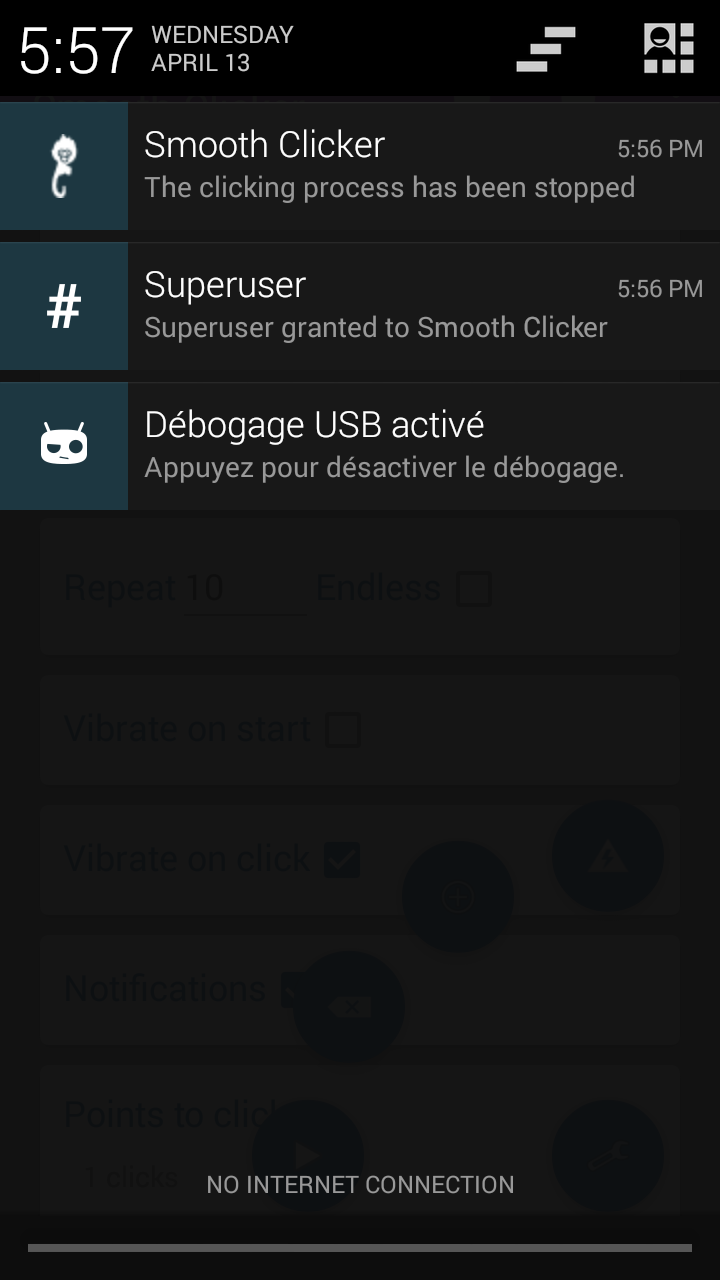 5:57
WEDNESDAY
APRIL 13
Smooth Clicker
5:56 PM
The clicking process has been stopped
#
Superuser
5:56 PM
Superuser granted to Smooth Clicker
Débogage USB activé
Appuyez pour désactiver le débogage.
Repeat 10 Endless
Vibrate on start
Vibrate on click
Notifications
Points to click
1 clicks
NO INTERNET CONNECTION